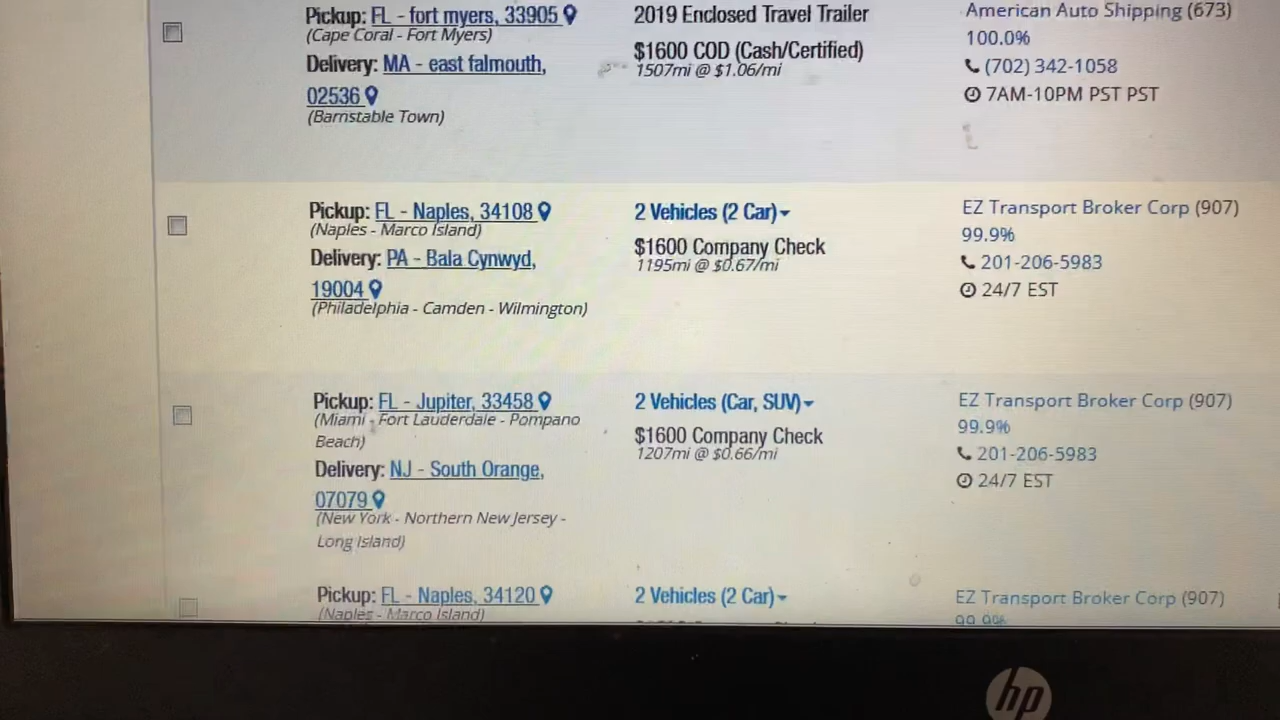 Pickup: FL - fort myers, 33905
(Cape Coral - Fort Myers)
Delivery: MA - east falmouth,
02536
(Barnstable Town)
2019 Enclosed Travel Trailer
$1600 COD (Cash/Certified)
1507mi @ $1.06/mi
American Auto Shipping (673)
100.0%
(702) 342-1058
7AM-10PM PST PST
Pickup: FL - Naples, 34108
(Naples - Marco Island)
Delivery: PA - Bala Cynwyd,
19004
(Philadelphia - Camden - Wilmington)
2 Vehicles (2 Car)
$1600 Company Check
1195mi @ $0.67/mi
EZ Transport Broker Corp (907)
99.9%
201-206-5983
24/7 EST
Pickup: FL - Jupiter, 33458
(Miami - Fort Lauderdale - Pompano
Beach)
Delivery: NJ - South Orange,
07079
(New York - Northern New Jersey -
Long Island)
2 Vehicles (Car, SUV)
$1600 Company Check
1207mi @ $0.66/mi
EZ Transport Broker Corp (907)
99.9%
201-206-5983
24/7 EST
Pickup: FL - Naples, 34120
(Naples - Marco Island)
2 Vehicles (2 Car)
EZ Transport Broker Corp (907)
99.9%
hp